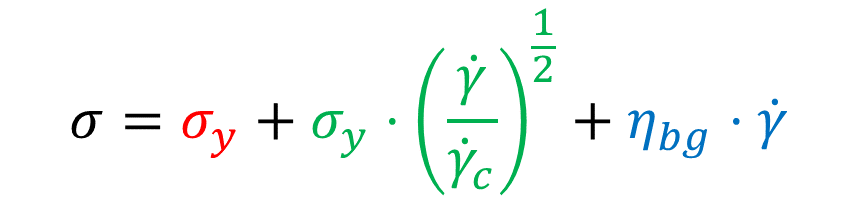 σ = σ_y + σ_y · (γ̇ / γ̇_c)^(1/2) + η_bg · γ̇